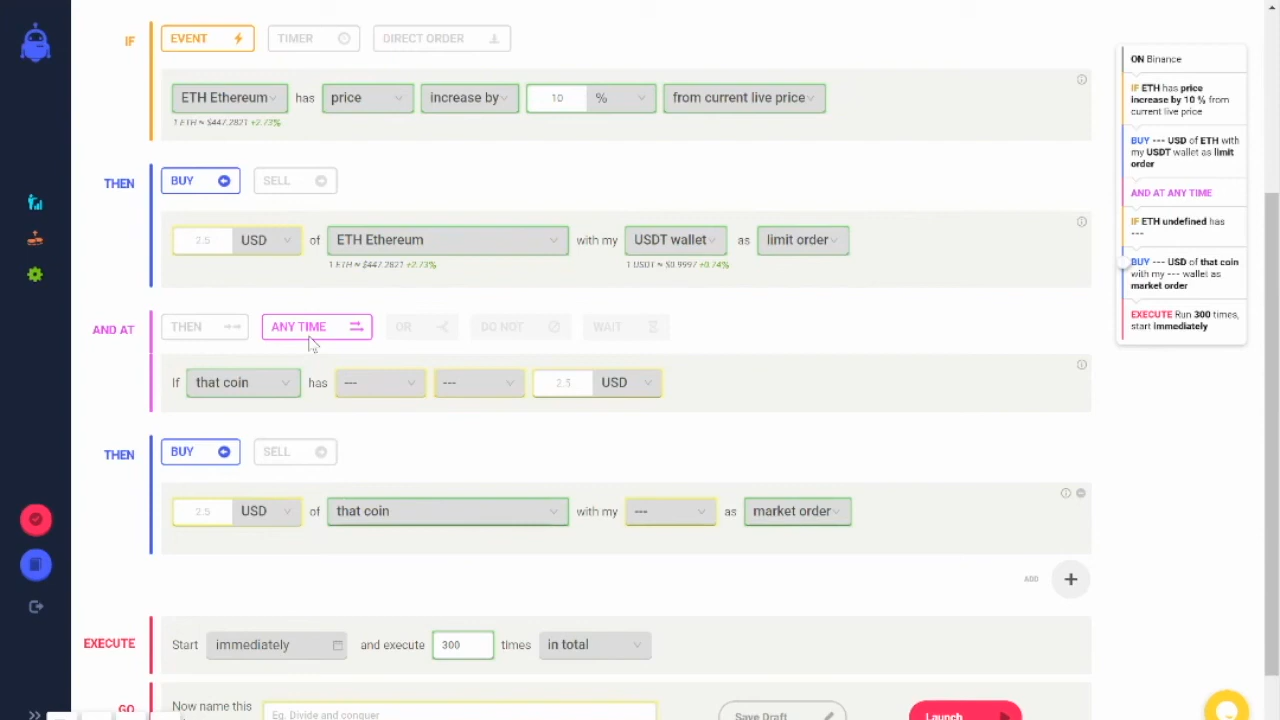 IF
EVENT
TIMER
DIRECT ORDER
ETH Ethereum has price increase by 10 % from current live price
1 ETH ≈ $447.2821 +2.73%
THEN
BUY
SELL
2.5 USD of ETH Ethereum with my USDT wallet as limit order
1 ETH ≈ $447.2821 +2.73%
1 USDT ≈ $0.9997 +0.74%
AND AT
THEN
ANY TIME
OR
DO NOT
WAIT
If that coin has --- --- 2.5 USD
THEN
BUY
SELL
2.5 USD of that coin with my --- as market order
ADD +
EXECUTE
Start immediately and execute 300 times in total
GO
Now name this
Eg. Divide and conquer
Save Draft
Launch
ON Binance
IF ETH has price
increase by 10 % from
current live price
BUY --- USD of ETH with
my USDT wallet as limit
order
AND AT ANY TIME
IF ETH undefined has
---
BUY --- USD of that coin
with my --- wallet as
market order
EXECUTE Run 300 times,
start Immediately